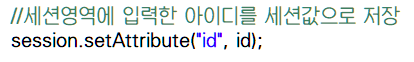 //세션영역에 입력한 아이디를 세션값으로 저장
session.setAttribute("id", id);